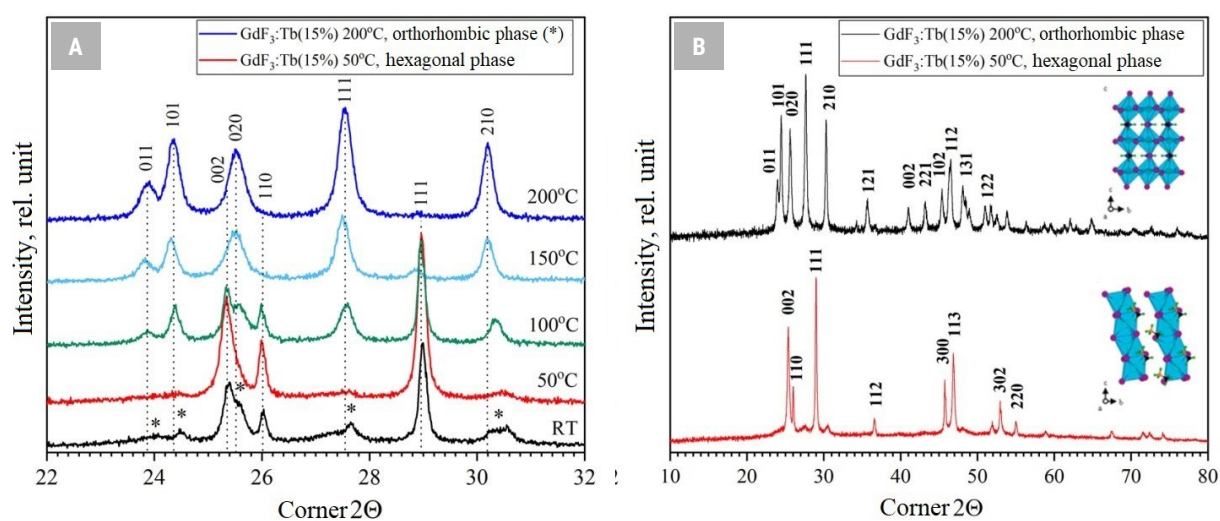 A
GdF₃:Tb(15%) 200°C, orthorhombic phase (*)
GdF₃:Tb(15%) 50°C, hexagonal phase
Intensity, rel. unit
011
101
002
020
110
111
111
210
200°C
150°C
100°C
50°C
RT
* * * * *
22 24 26 28 30 32
Corner 2Θ
B
GdF₃:Tb(15%) 200°C, orthorhombic phase
GdF₃:Tb(15%) 50°C, hexagonal phase
Intensity, rel. unit
011
101
020
111
210
121
002
221
102
112
131
122
002
110
111
112
300
113
302
220
c
a b
c
a b
10 20 30 40 50 60 70 80
Corner 2Θ